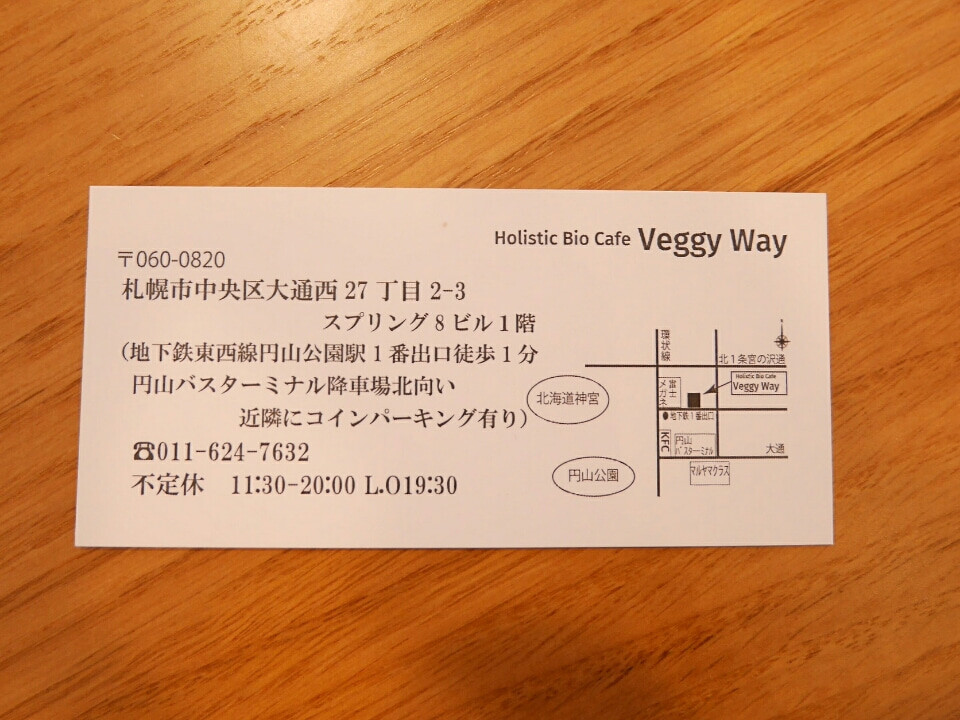 Holistic Bio Cafe Veggy Way
〒060-0820
札幌市中央区大通西 27 丁目 2-3
スプリング 8 ビル 1 階
(地下鉄東西線円山公園駅 1 番出口徒歩 1 分
円山バスターミナル降車場北向い
近隣にコインパーキング有り)
☎011-624-7632
不定休 11:30-20:00 L.O19:30
環状線
北1条宮の沢通
Holistic Bio Cafe
Veggy Way
富士メガネ
北海道神宮
地下鉄1番出口
KFC
円山
バスターミナル
大通
マルヤマクラス
円山公園